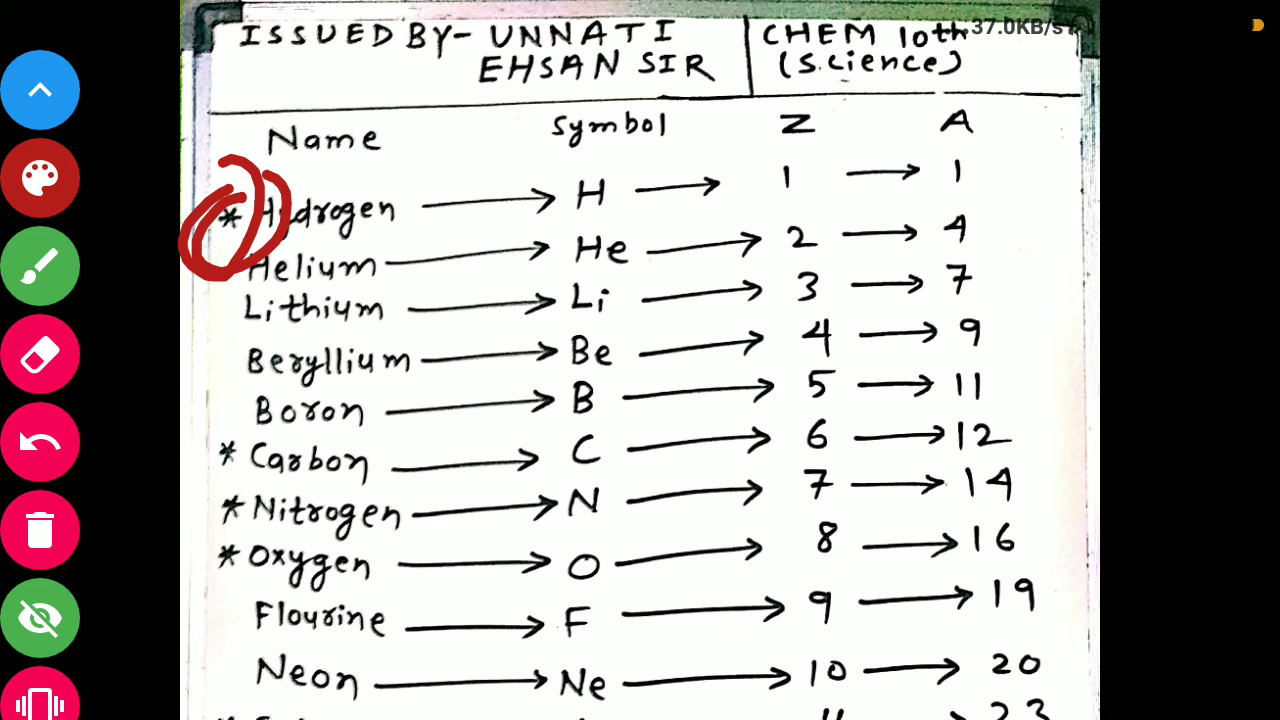 ISSUED BY- UNNATI
EHSAN SIR
CHEM 10th
(Science)
37.0KB/s
Name Symbol Z A
* Hydrogen → H → 1 → 1
Helium → He → 2 → 4
Lithium → Li → 3 → 7
Beryllium → Be → 4 → 9
Boron → B → 5 → 11
* Carbon → C → 6 → 12
* Nitrogen → N → 7 → 14
* Oxygen → O → 8 → 16
Flourine → F → 9 → 19
Neon → Ne → 10 → 20
11 → 23